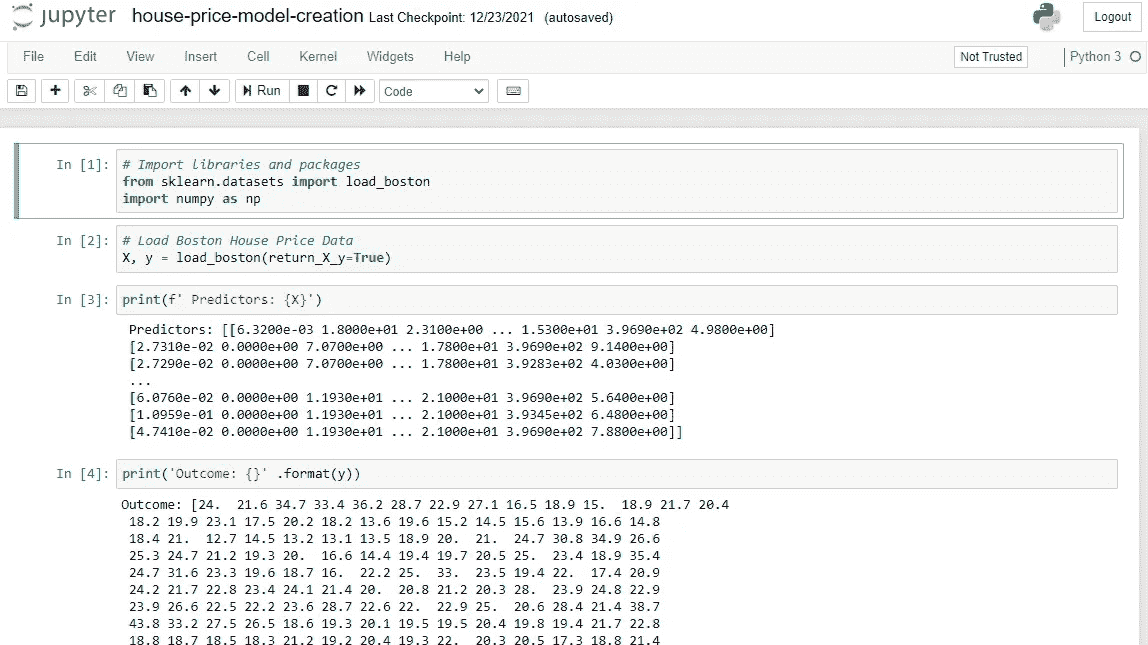 jupyter house-price-model-creation Last Checkpoint: 12/23/2021 (autosaved)
Logout
File Edit View Insert Cell Kernel Widgets Help
Not Trusted
Python 3
Run
Code
In [1]: # Import libraries and packages
from sklearn.datasets import load_boston
import numpy as np
In [2]: # Load Boston House Price Data
X, y = load_boston(return_X_y=True)
In [3]: print(f' Predictors: {X}')
Predictors: [[6.3200e-03 1.8000e+01 2.3100e+00 ... 1.5300e+01 3.9690e+02 4.9800e+00]
[2.7310e-02 0.0000e+00 7.0700e+00 ... 1.7800e+01 3.9690e+02 9.1400e+00]
[2.7290e-02 0.0000e+00 7.0700e+00 ... 1.7800e+01 3.9283e+02 4.0300e+00]
...
[6.0760e-02 0.0000e+00 1.1930e+01 ... 2.1000e+01 3.9690e+02 5.6400e+00]
[1.0959e-01 0.0000e+00 1.1930e+01 ... 2.1000e+01 3.9345e+02 6.4800e+00]
[4.7410e-02 0.0000e+00 1.1930e+01 ... 2.1000e+01 3.9690e+02 7.8800e+00]]
In [4]: print('Outcome: {}' .format(y))
Outcome: [24. 21.6 34.7 33.4 36.2 28.7 22.9 27.1 16.5 18.9 15. 18.9 21.7 20.4
18.2 19.9 23.1 17.5 20.2 18.2 13.6 19.6 15.2 14.5 15.6 13.9 16.6 14.8
18.4 21. 12.7 14.5 13.2 13.1 13.5 18.9 20. 21. 24.7 30.8 34.9 26.6
25.3 24.7 21.2 19.3 20. 16.6 14.4 19.4 19.7 20.5 25. 23.4 18.9 35.4
24.7 31.6 23.3 19.6 18.7 16. 22.2 25. 33. 23.5 19.4 22. 17.4 20.9
24.2 21.7 22.8 23.4 24.1 21.4 20. 20.8 21.2 20.3 28. 23.9 24.8 22.9
23.9 26.6 22.5 22.2 23.6 28.7 22.6 22. 22.9 25. 20.6 28.4 21.4 38.7
43.8 33.2 27.5 26.5 18.6 19.3 20.1 19.5 19.5 20.4 19.8 19.4 21.7 22.8
18.8 18.7 18.5 18.3 21.2 19.2 20.4 19.3 22. 20.3 20.5 17.3 18.8 21.4